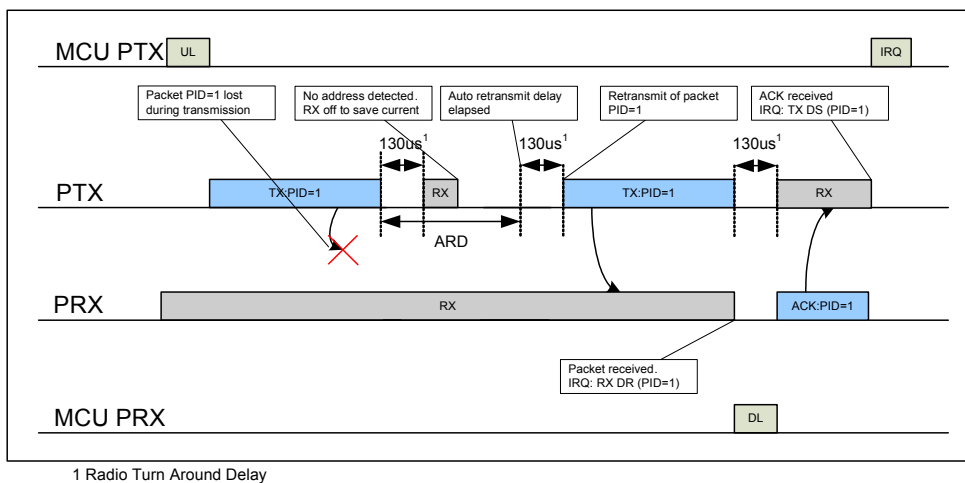 MCU PTX
UL
IRQ
Packet PID=1 lost
during transmission
No address detected.
RX off to save current
Auto retransmit delay
elapsed
Retransmit of packet
PID=1
ACK received
IRQ: TX DS (PID=1)
130us1
130us1
130us1
PTX
TX:PID=1
RX
TX:PID=1
RX
ARD
PRX
RX
ACK:PID=1
Packet received.
IRQ: RX DR (PID=1)
MCU PRX
DL
1 Radio Turn Around Delay